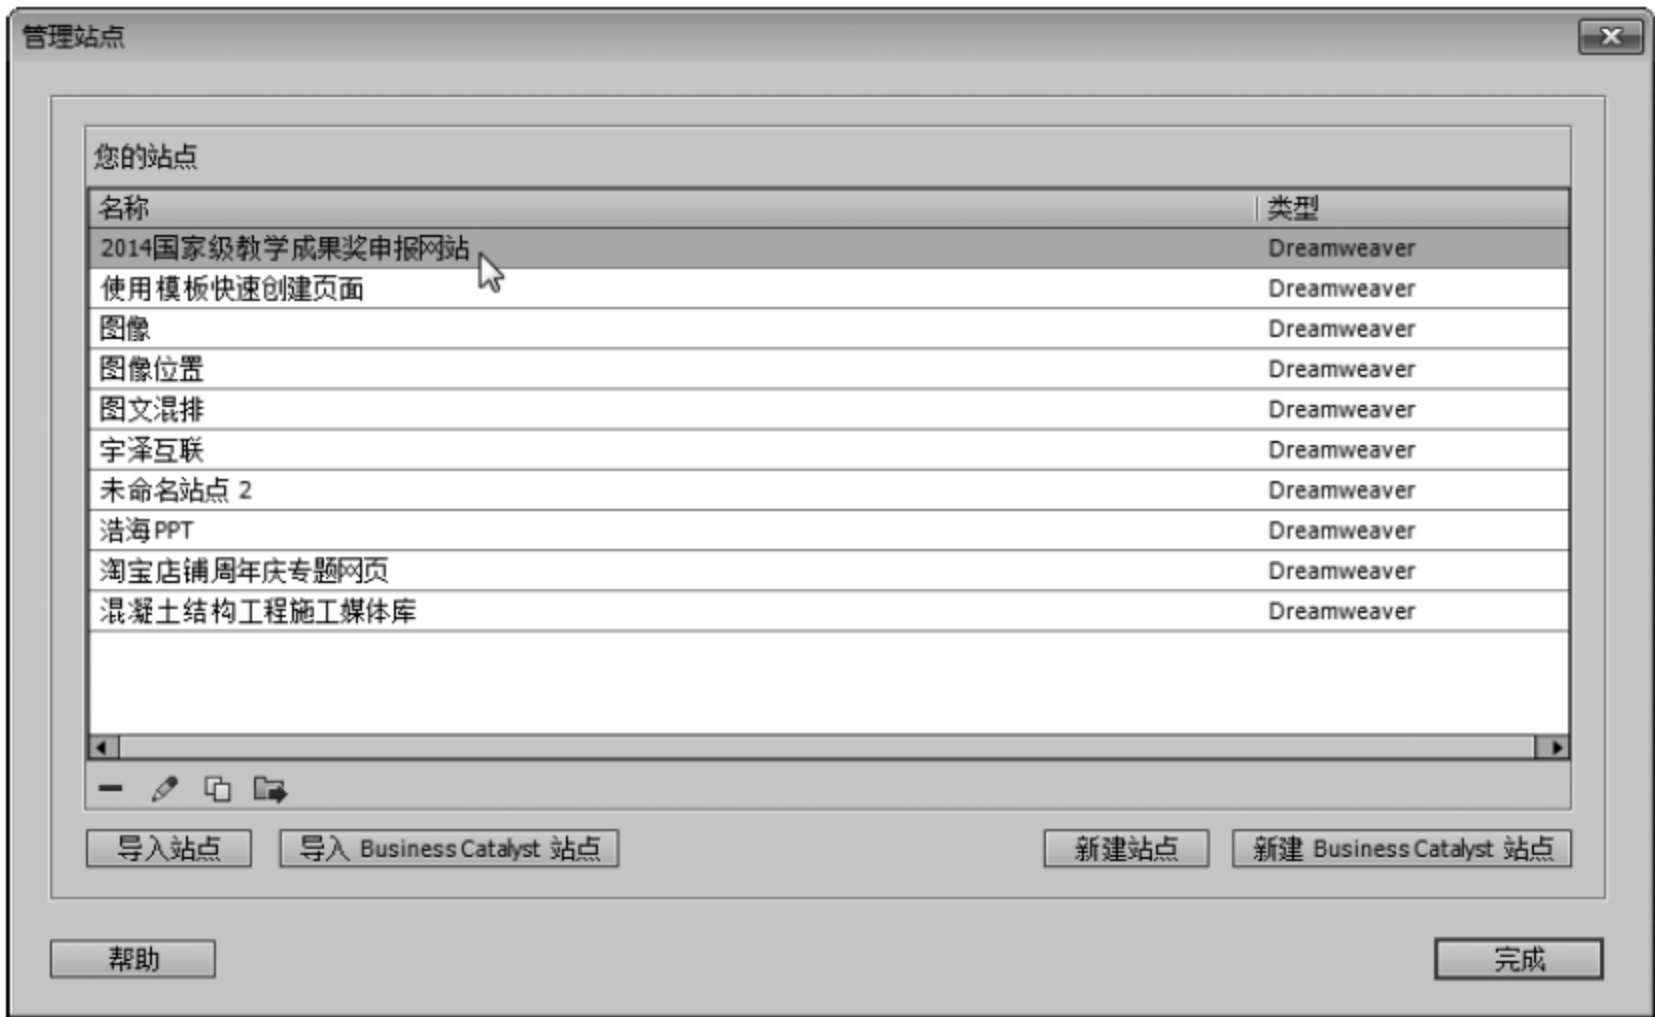 管理站点
您的站点
名称 类型
2014国家级教学成果奖申报网站 Dreamweaver
使用模板快速创建页面 Dreamweaver
图像 Dreamweaver
图像位置 Dreamweaver
图文混排 Dreamweaver
宇泽互联 Dreamweaver
未命名站点 2 Dreamweaver
浩海PPT Dreamweaver
淘宝店铺周年庆专题网页 Dreamweaver
混凝土结构工程施工媒体库 Dreamweaver
导入站点 导入 Business Catalyst 站点 新建站点 新建 Business Catalyst 站点
帮助 完成